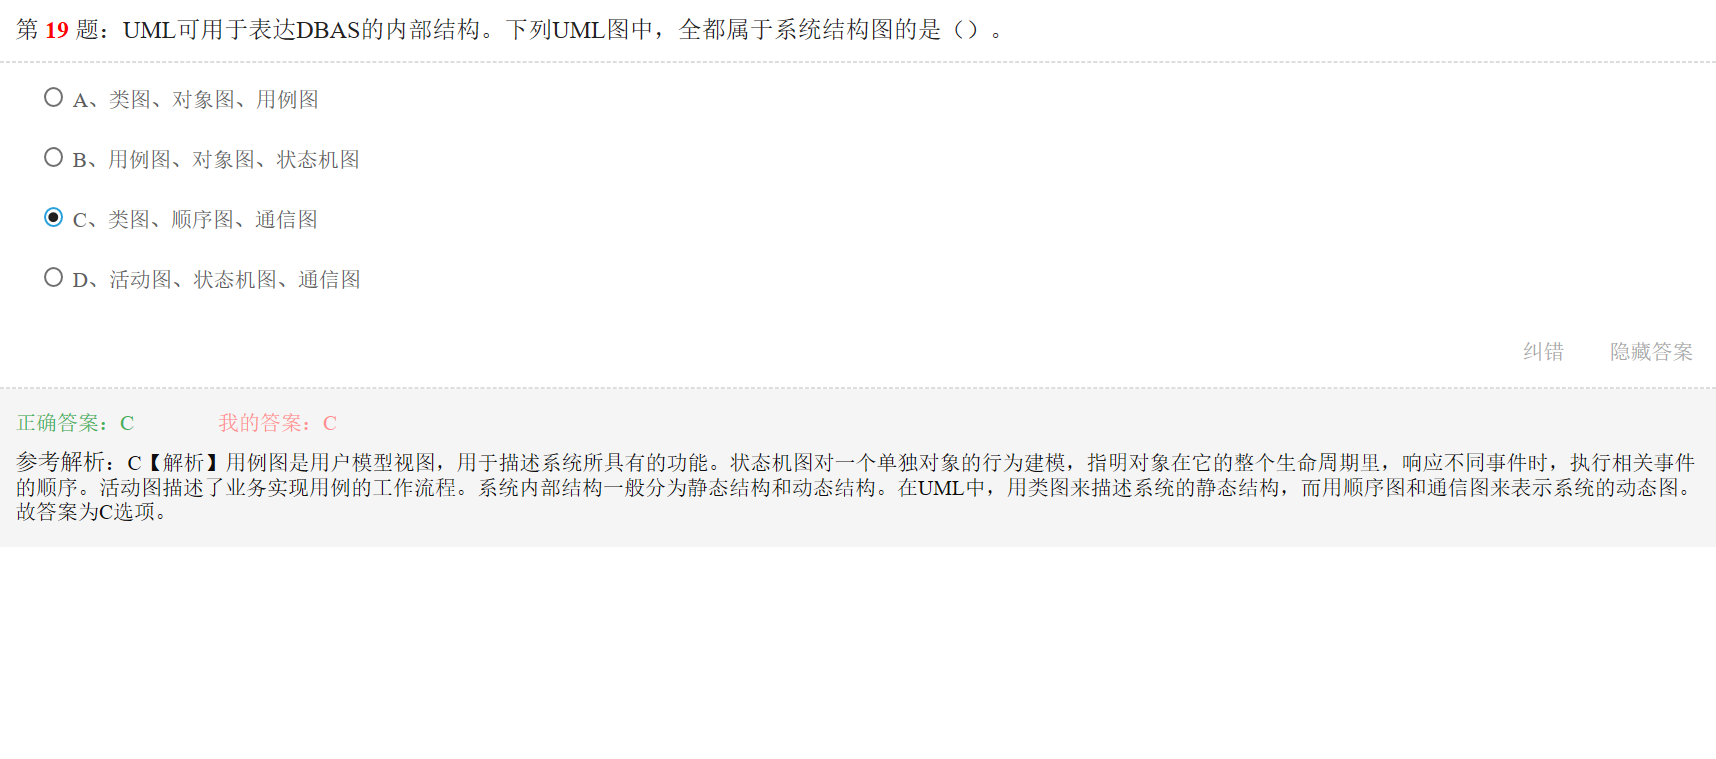 第 19 题：UML可用于表达DBAS的内部结构。下列UML图中，全都属于系统结构图的是（）。
A、类图、对象图、用例图
B、用例图、对象图、状态机图
C、类图、顺序图、通信图
D、活动图、状态机图、通信图
纠错 隐藏答案
正确答案：C 我的答案：C
参考解析：C【解析】用例图是用户模型视图，用于描述系统所具有的功能。状态机图对一个单独对象的行为建模，指明对象在它的整个生命周期里，响应不同事件时，执行相关事件
的顺序。活动图描述了业务实现用例的工作流程。系统内部结构一般分为静态结构和动态结构。在UML中，用类图来描述系统的静态结构，而用顺序图和通信图来表示系统的动态图。
故答案为C选项。